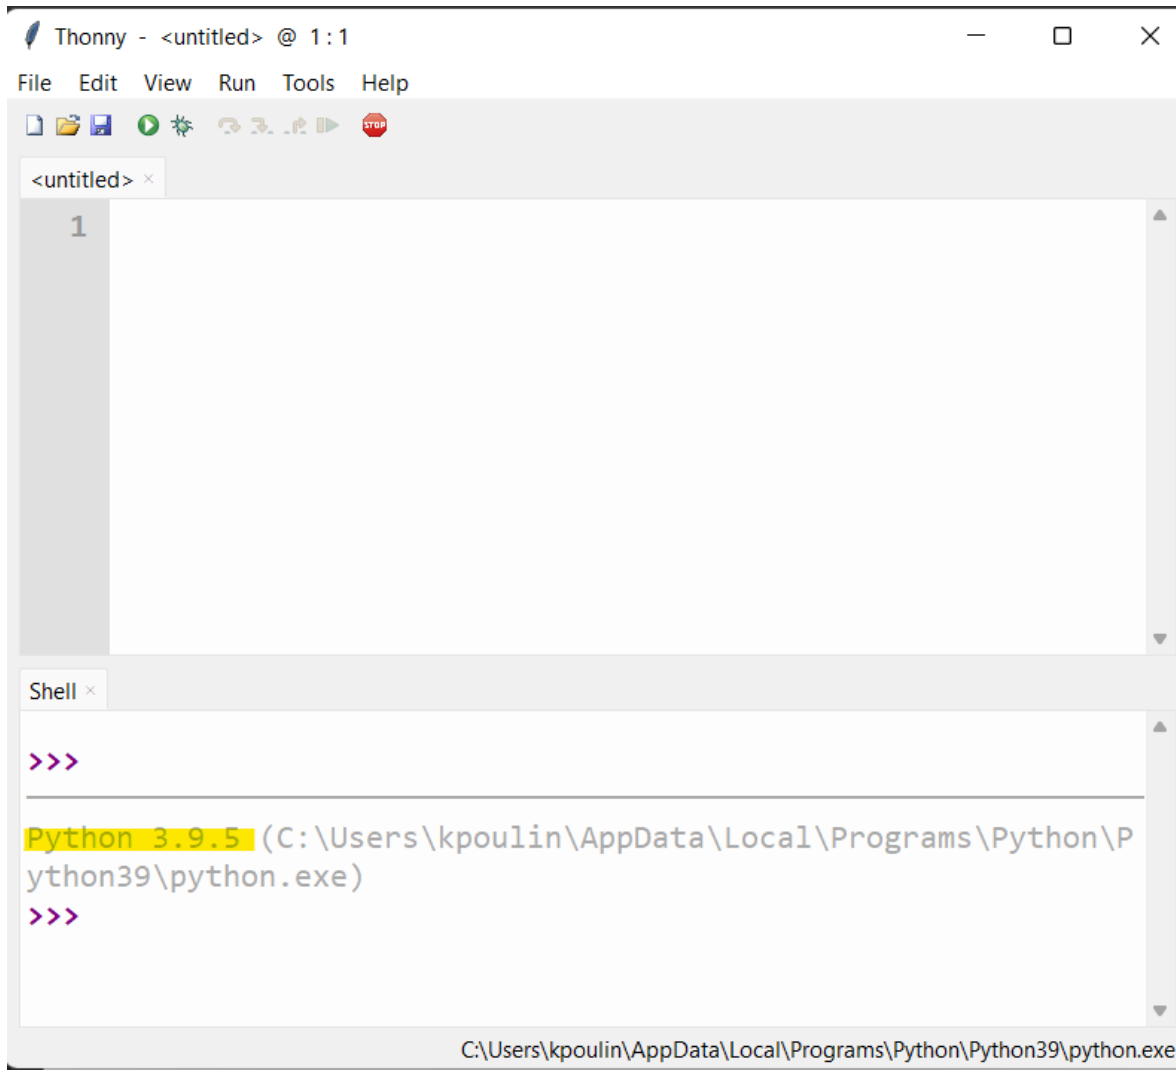 Thonny - <untitled> @ 1:1
File Edit View Run Tools Help
STOP
<untitled> ×
1
Shell ×
>>>
Python 3.9.5 (C:\Users\kpoulin\AppData\Local\Programs\Python\P
ython39\python.exe)
>>>
C:\Users\kpoulin\AppData\Local\Programs\Python\Python39\python.exe